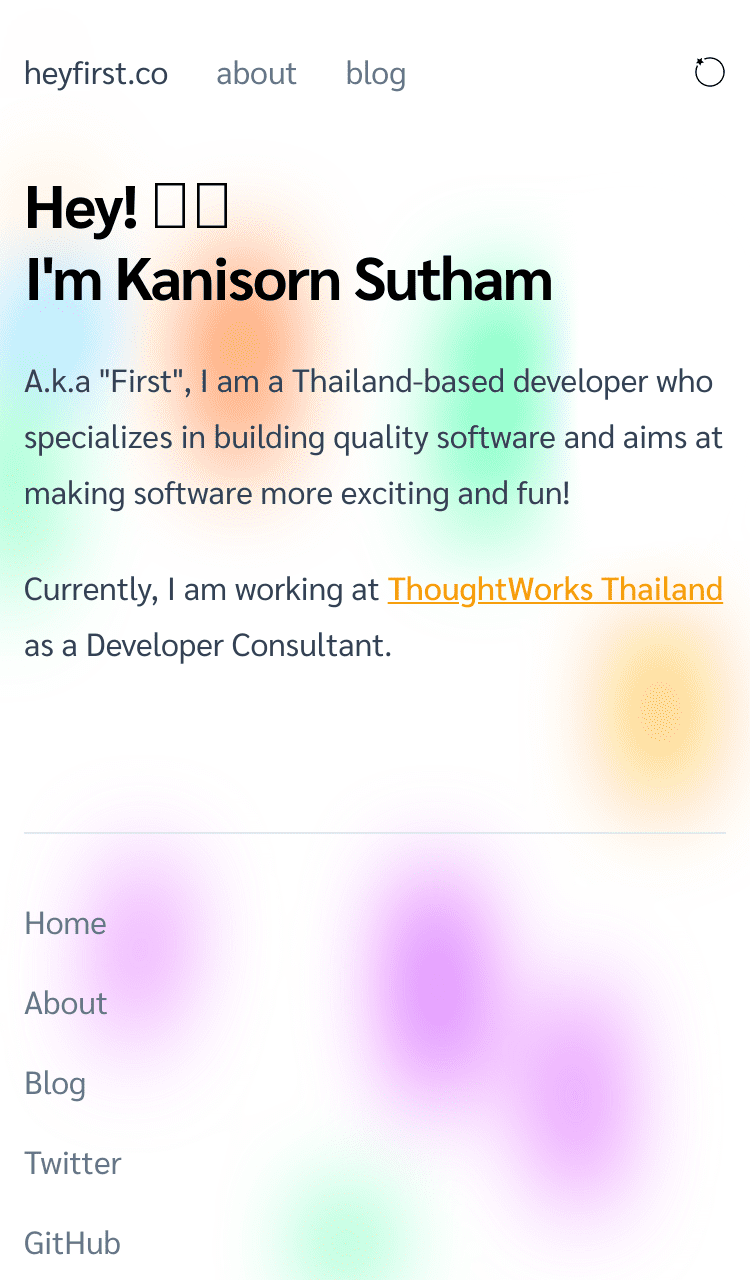 heyfirst.co about blog
Hey!
I'm Kanisorn Sutham
A.k.a "First", I am a Thailand-based developer who
specializes in building quality software and aims at
making software more exciting and fun!
Currently, I am working at ThoughtWorks Thailand
as a Developer Consultant.
Home
About
Blog
Twitter
GitHub